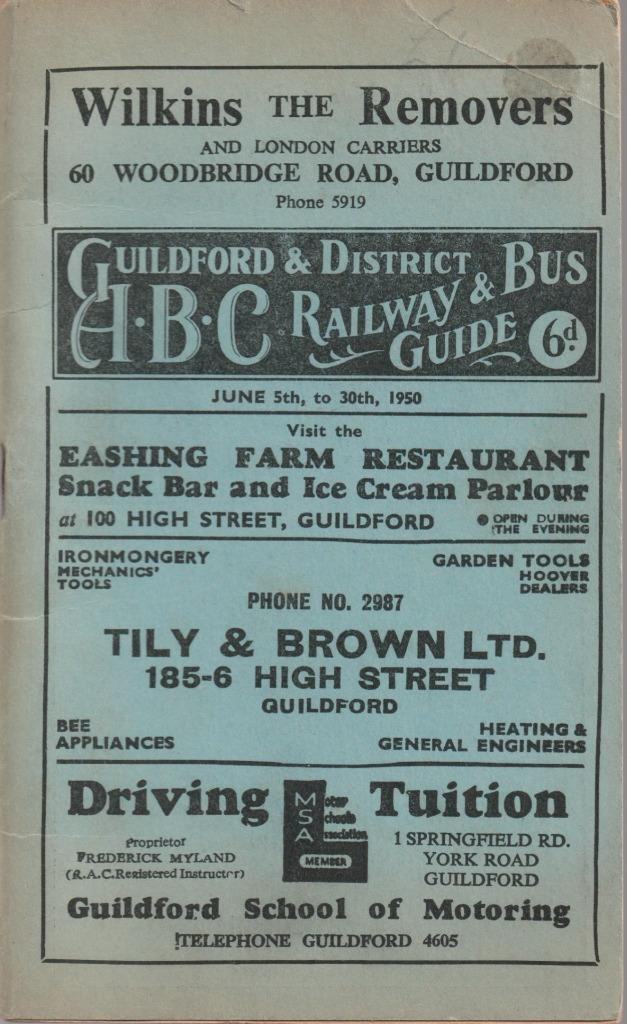 Wilkins THE Removers
AND LONDON CARRIERS
60 WOODBRIDGE ROAD, GUILDFORD
Phone 5919
GUILDFORD & DISTRICT
A·B·C RAILWAY & BUS
GUIDE 6d.
JUNE 5th, to 30th, 1950
Visit the
EASHING FARM RESTAURANT
Snack Bar and Ice Cream Parlour
at 100 HIGH STREET, GUILDFORD
● OPEN DURING
THE EVENING
IRONMONGERY
MECHANICS'
TOOLS
GARDEN TOOLS
HOOVER
DEALERS
PHONE NO. 2987
TILY & BROWN LTD.
185-6 HIGH STREET
GUILDFORD
BEE
APPLIANCES
HEATING &
GENERAL ENGINEERS
Driving Tuition
Motor
Schools
Association
MEMBER
Proprietor
FREDERICK MYLAND
(R.A.C. Registered Instructor)
1 SPRINGFIELD RD.
YORK ROAD
GUILDFORD
Guildford School of Motoring
TELEPHONE GUILDFORD 4605